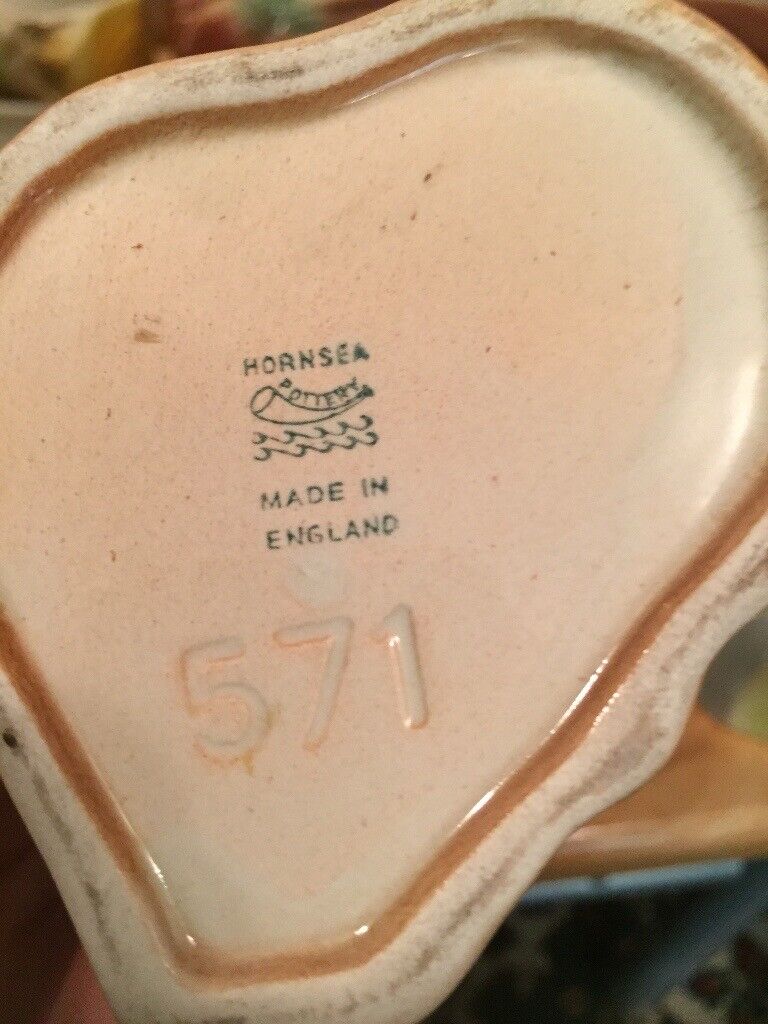 HORNSEA
POTTERY
MADE IN
ENGLAND
571